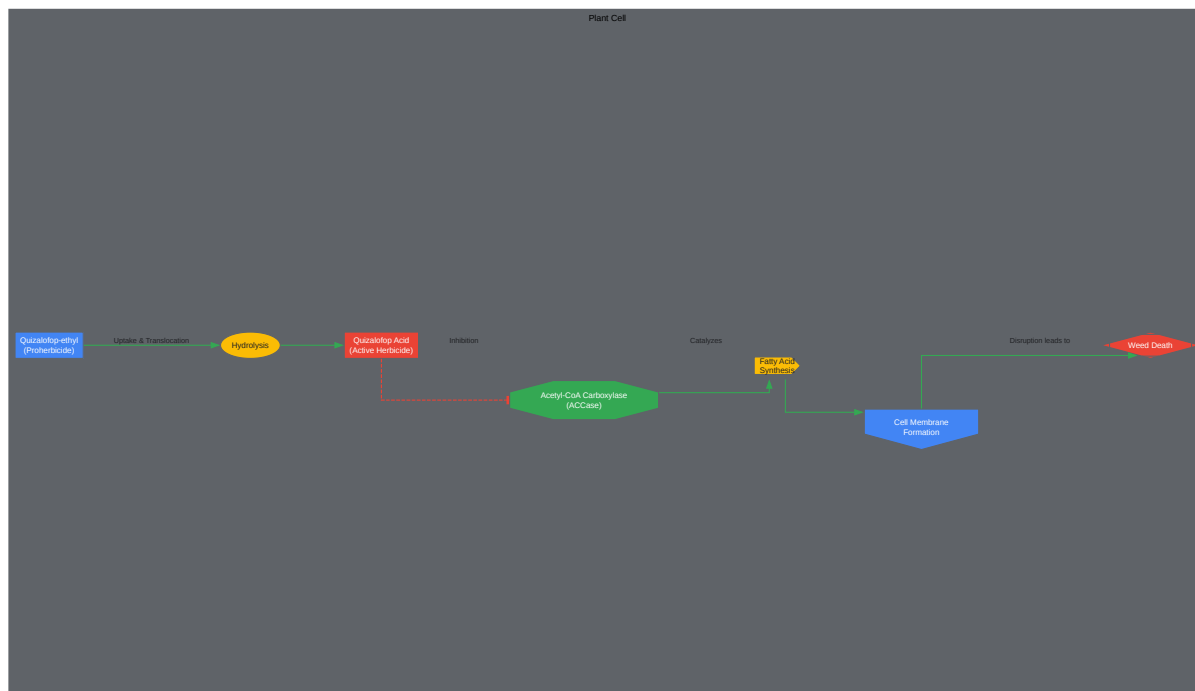 Plant Cell
Quizalofop-ethyl
(Proherbicide)
Uptake & Translocation
Hydrolysis
Quizalofop Acid
(Active Herbicide)
Inhibition
Acetyl-CoA Carboxylase
(ACCase)
Catalyzes
Fatty Acid
Synthesis
Cell Membrane
Formation
Disruption leads to
Weed Death